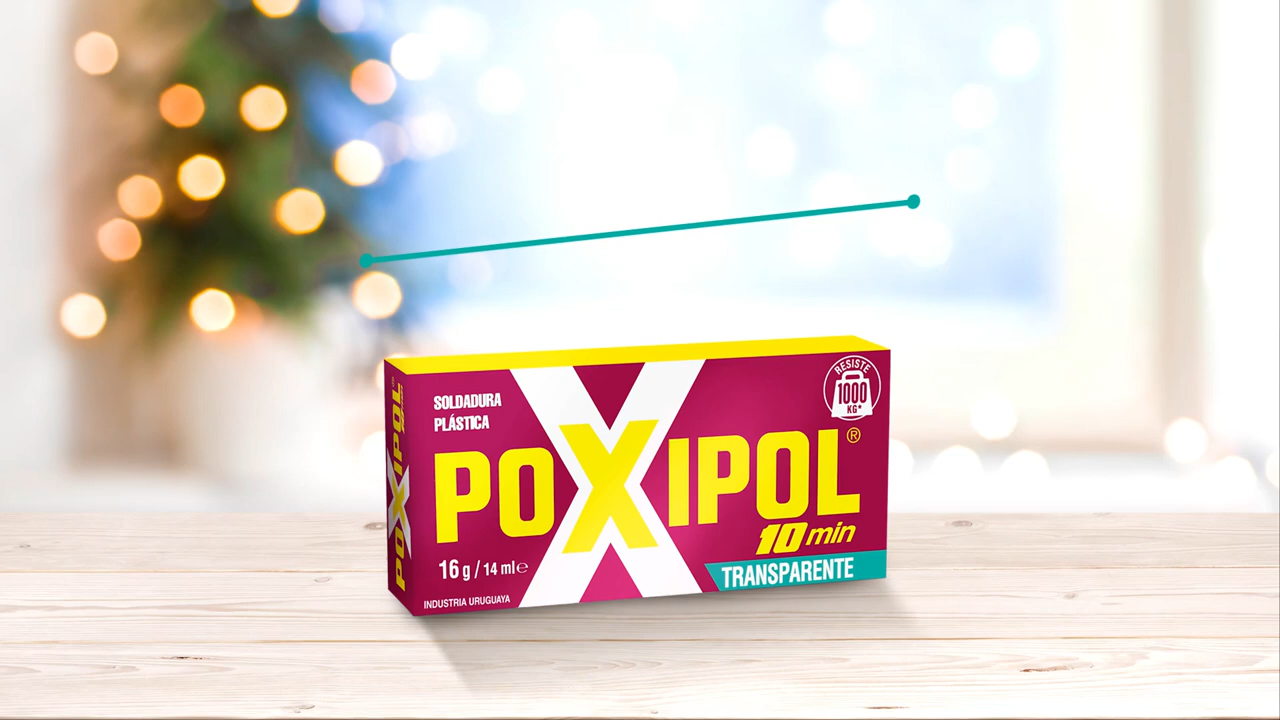 SOLDADURA
PLÁSTICA
RESISTE
1000
KG*
POXIPOL®
10 min
16 g / 14 ml ℮
TRANSPARENTE
INDUSTRIA URUGUAYA
POXIPOL